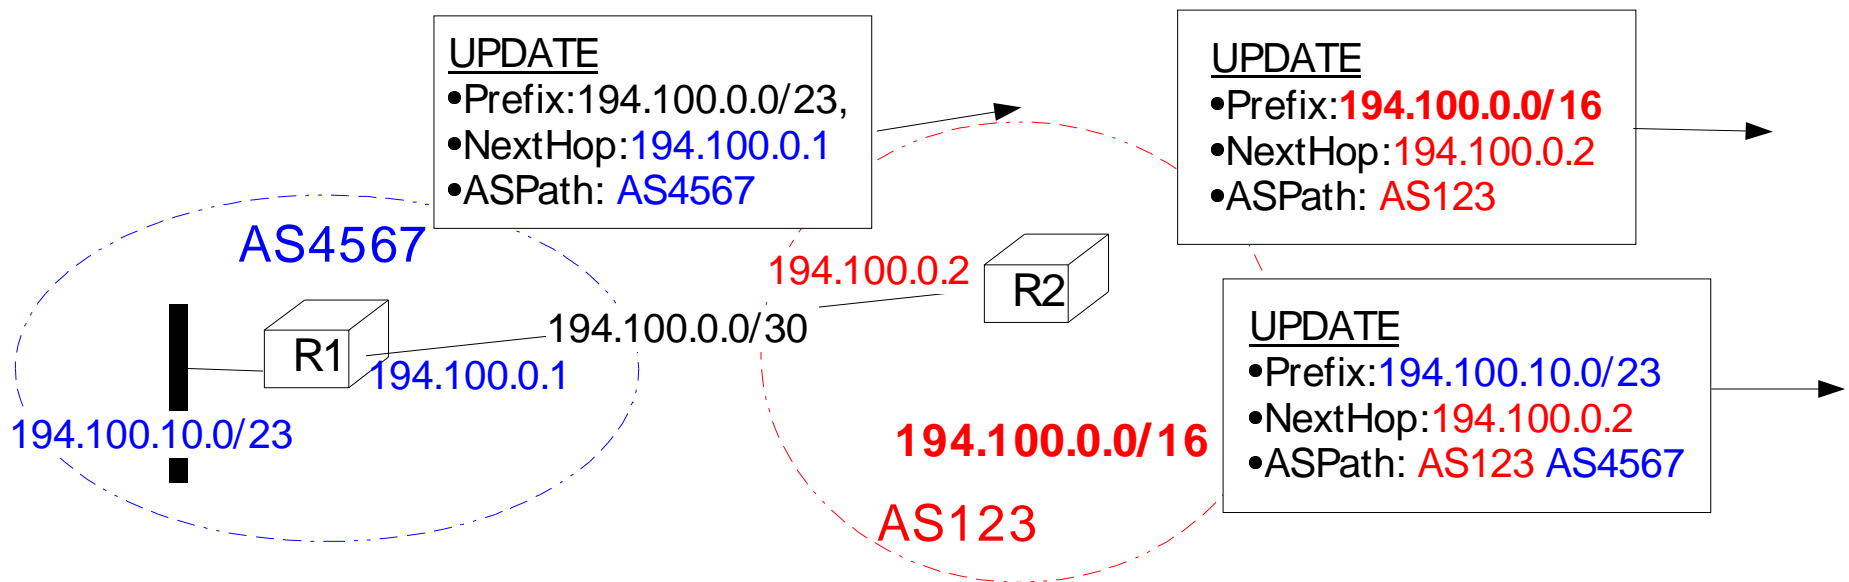 UPDATE
•Prefix:194.100.0.0/23,
•NextHop:194.100.0.1
•ASPath: AS4567
UPDATE
•Prefix:194.100.0.0/16
•NextHop:194.100.0.2
•ASPath: AS123
AS4567
194.100.0.2
R2
194.100.0.0/30
R1
194.100.0.1
194.100.10.0/23
UPDATE
•Prefix:194.100.10.0/23
•NextHop:194.100.0.2
•ASPath: AS123 AS4567
194.100.0.0/16
AS123